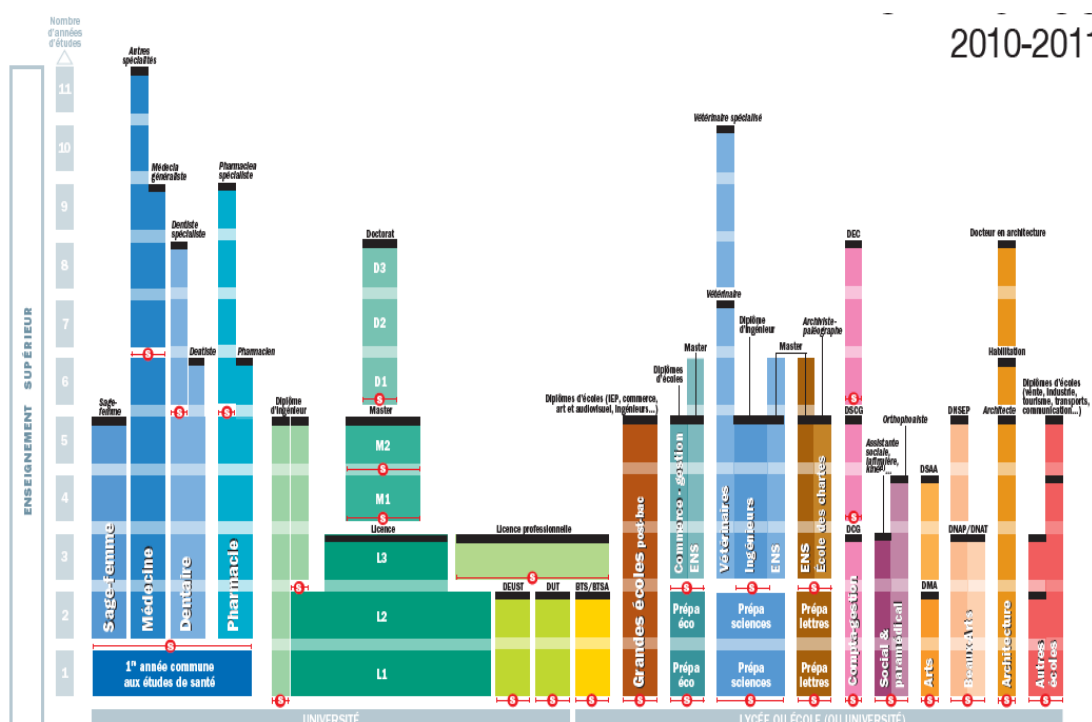 2010-2011
Nombre
d'années
d'études
11
10
9
8
7
6
5
4
3
2
1
ENSEIGNEMENT SUPÉRIEUR
Autres
spécialités
Médecin
généraliste
Dentiste
spécialiste
Pharmacien
spécialiste
Dentiste
Pharmacien
Sage-
femme
Sage-femme
Médecine
Dentaire
Pharmacie
S
S
S
S
1re année commune
aux études de santé
Diplôme
d'ingénieur
S
S
Doctorat
D3
D2
D1
S
Master
M2
S
M1
S
Licence
L3
L2
L1
Licence professionnelle
S
DEUST
DUT
BTS/BTSA
S
S
S
Diplômes d'écoles (IEP, commerce,
art et audiovisuel, ingénieurs...)
Grandes écoles post-bac
S
Diplômes
d'écoles
Master
Commerce - gestion
ENS
S
Prépa
éco
Prépa
éco
S
Vétérinaire spécialisé
Vétérinaire
Diplôme
d'ingénieur
Master
Archiviste-
paléographe
Vétérinaires
Ingénieurs
ENS
S
Prépa
sciences
Prépa
sciences
S
ENS
École des chartes
S
Prépa
lettres
Prépa
lettres
S
DEC
S
DSCG
S
DCG
Compta-gestion
S
Orthophoniste
Assistante
sociale,
infirmière,
kiné
Social &
paramédical
S
DSAA
DMA
Arts
S
DNSEP
DNAP/DNAT
Beaux-Arts
S
Docteur en architecture
Habilitation
Architecte
Architecture
S
Diplômes d'écoles
(vente, industrie,
tourisme, transports,
communication...)
Autres
écoles
S
UNIVERSITÉ
LYCÉE OU ÉCOLE (OU UNIVERSITÉ)